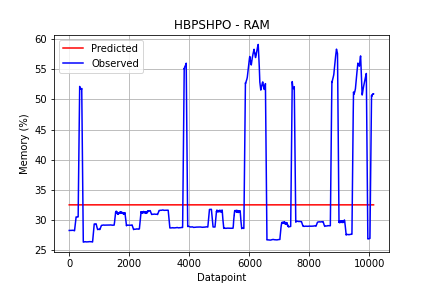 HBPSHPO - RAM
Predicted
Observed
Memory (%)
60
55
50
45
40
35
30
25
0
2000
4000
6000
8000
10000
Datapoint